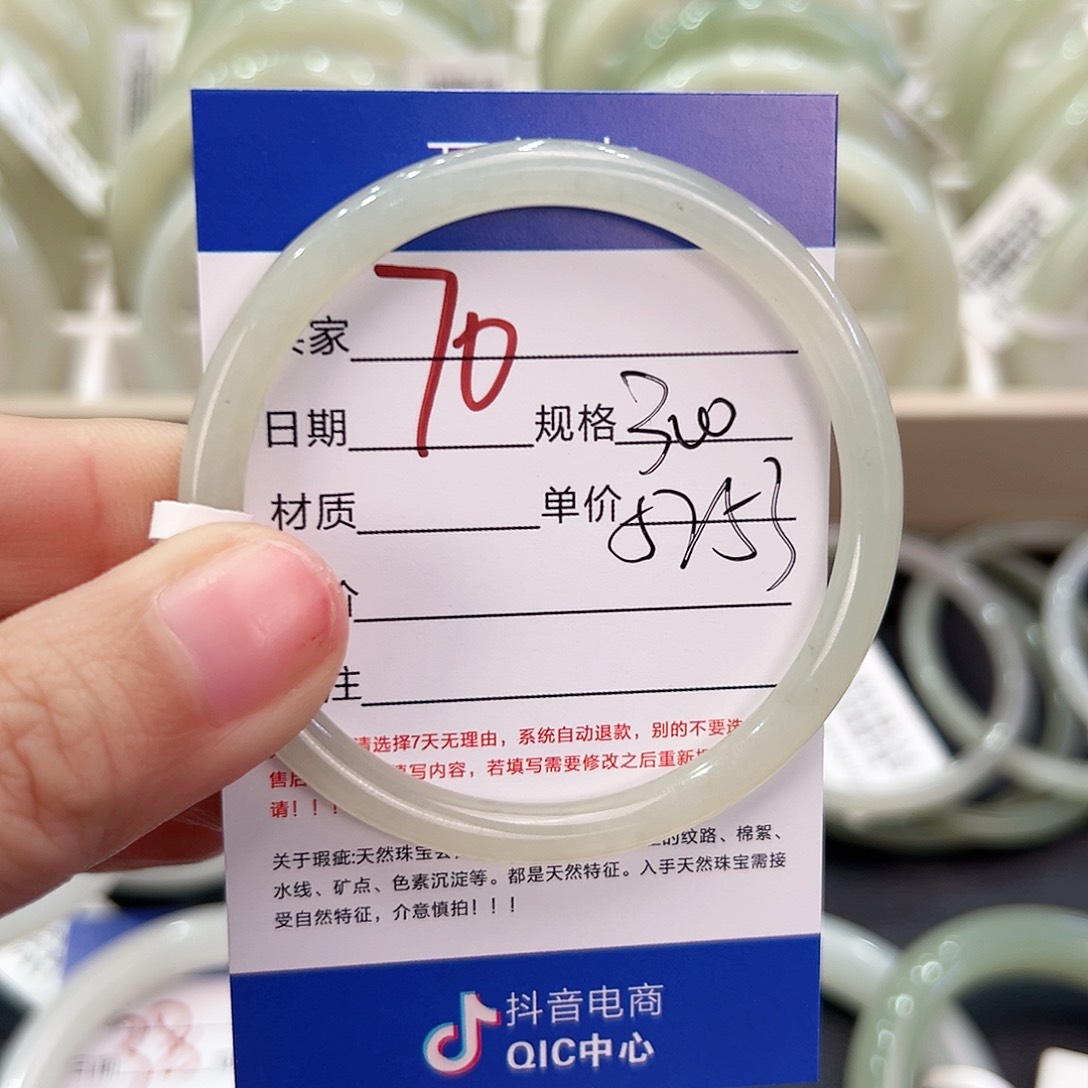 70
家
日期 规格 300
材质 单价
价
注
请选择7天无理由，系统自动退款，别的不要选
售后 填写内容，若填写需要修改之后重新
请！！！
关于瑕疵:天然珠宝会 的纹路、棉絮、
水线、矿点、色素沉淀等。都是天然特征。入手天然珠宝需接
受自然特征，介意慎拍！！！
抖音电商
QIC中心